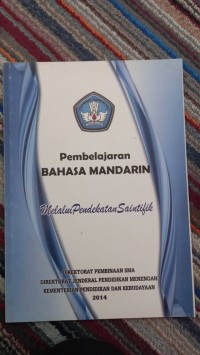 Pembelajaran
BAHASA MANDARIN
Melalui Pendekatan Saintifik
DIREKTORAT PEMBINAAN SMA
DIREKTORAT JENDERAL PENDIDIKAN MENENGAH
KEMENTERIAN PENDIDIKAN DAN KEBUDAYAAN
2014